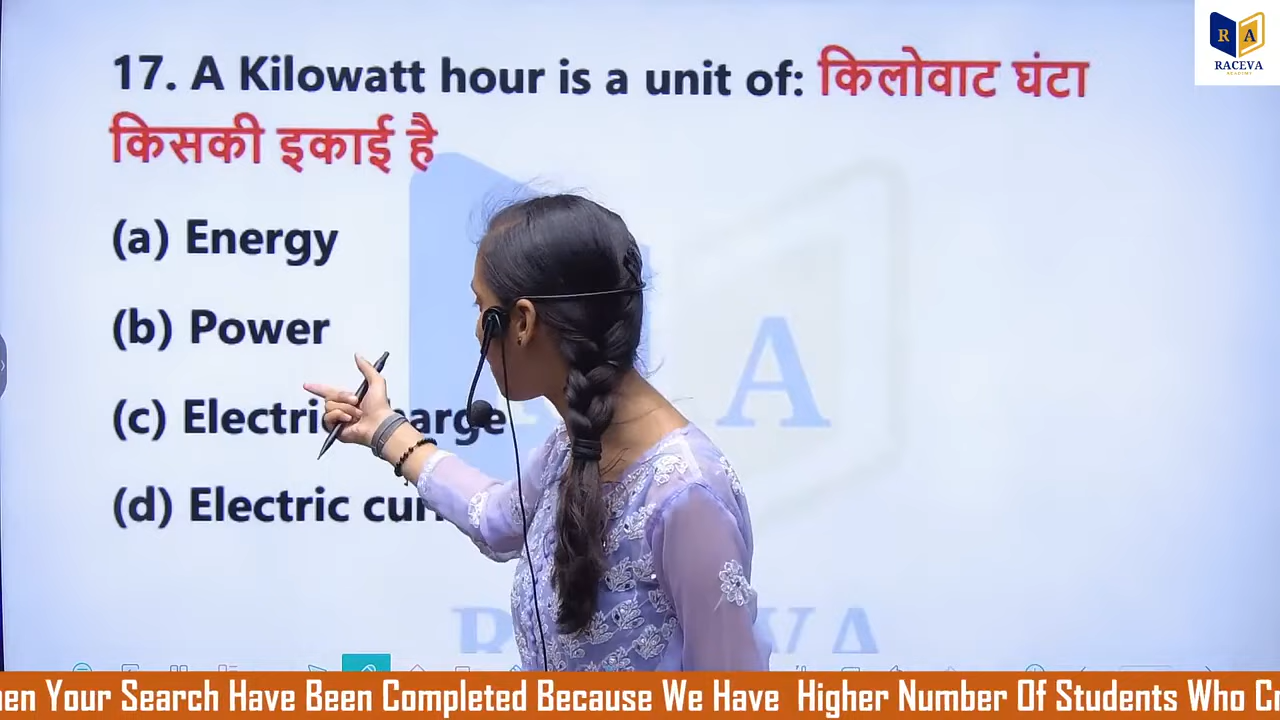 R A
RACEVA
ACADEMY
17. A Kilowatt hour is a unit of: किलोवाट घंटा
किसकी इकाई है
(a) Energy
(b) Power
(c) Electric
(d) Electric
A
Your Search Have Been Completed Because We Have Higher Number Of Students Who